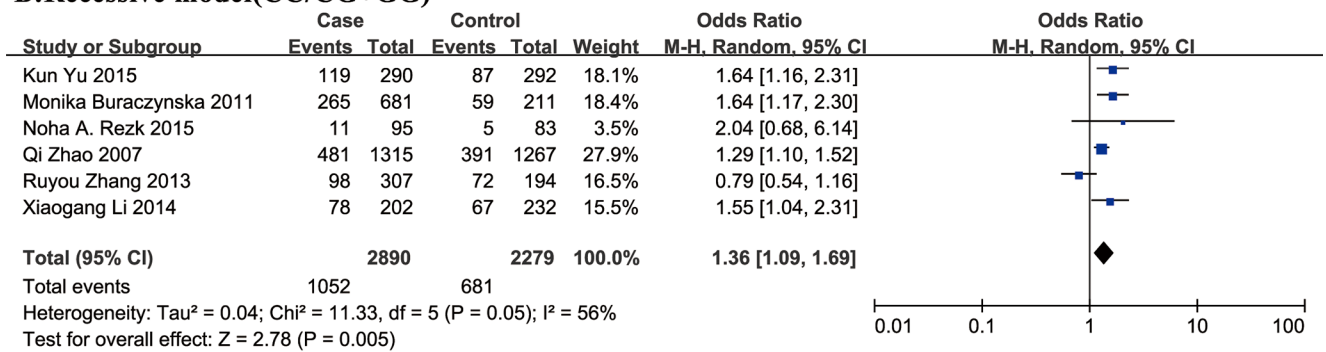 B.Recessive model(CC/CG+GG)
Case Control Odds Ratio Odds Ratio
Study or Subgroup Events Total Events Total Weight M-H, Random, 95% CI M-H, Random, 95% CI
Kun Yu 2015 119 290 87 292 18.1% 1.64 [1.16, 2.31]
Monika Buraczynska 2011 265 681 59 211 18.4% 1.64 [1.17, 2.30]
Noha A. Rezk 2015 11 95 5 83 3.5% 2.04 [0.68, 6.14]
Qi Zhao 2007 481 1315 391 1267 27.9% 1.29 [1.10, 1.52]
Ruyou Zhang 2013 98 307 72 194 16.5% 0.79 [0.54, 1.16]
Xiaogang Li 2014 78 202 67 232 15.5% 1.55 [1.04, 2.31]
Total (95% CI) 2890 2279 100.0% 1.36 [1.09, 1.69]
Total events 1052 681
Heterogeneity: Tau² = 0.04; Chi² = 11.33, df = 5 (P = 0.05); I² = 56%
Test for overall effect: Z = 2.78 (P = 0.005)
0.01 0.1 1 10 100